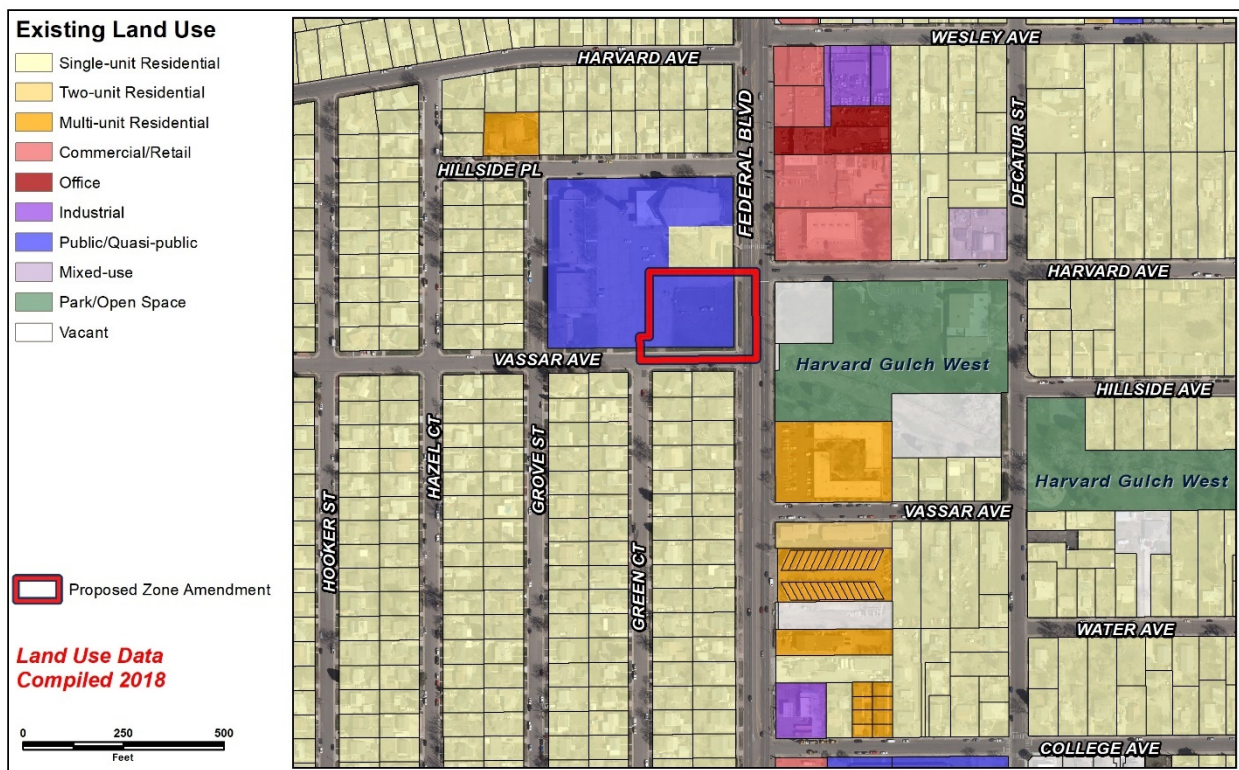 Existing Land Use
Single-unit Residential
Two-unit Residential
Multi-unit Residential
Commercial/Retail
Office
Industrial
Public/Quasi-public
Mixed-use
Park/Open Space
Vacant
Proposed Zone Amendment
Land Use Data
Compiled 2018
0 250 500
Feet
WESLEY AVE
HARVARD AVE
FEDERAL BLVD
DECATUR ST
HILLSIDE PL
HARVARD AVE
VASSAR AVE
Harvard Gulch West
HILLSIDE AVE
HOOKER ST
HAZEL CT
GROVE ST
GREEN CT
Harvard Gulch West
VASSAR AVE
WATER AVE
COLLEGE AVE